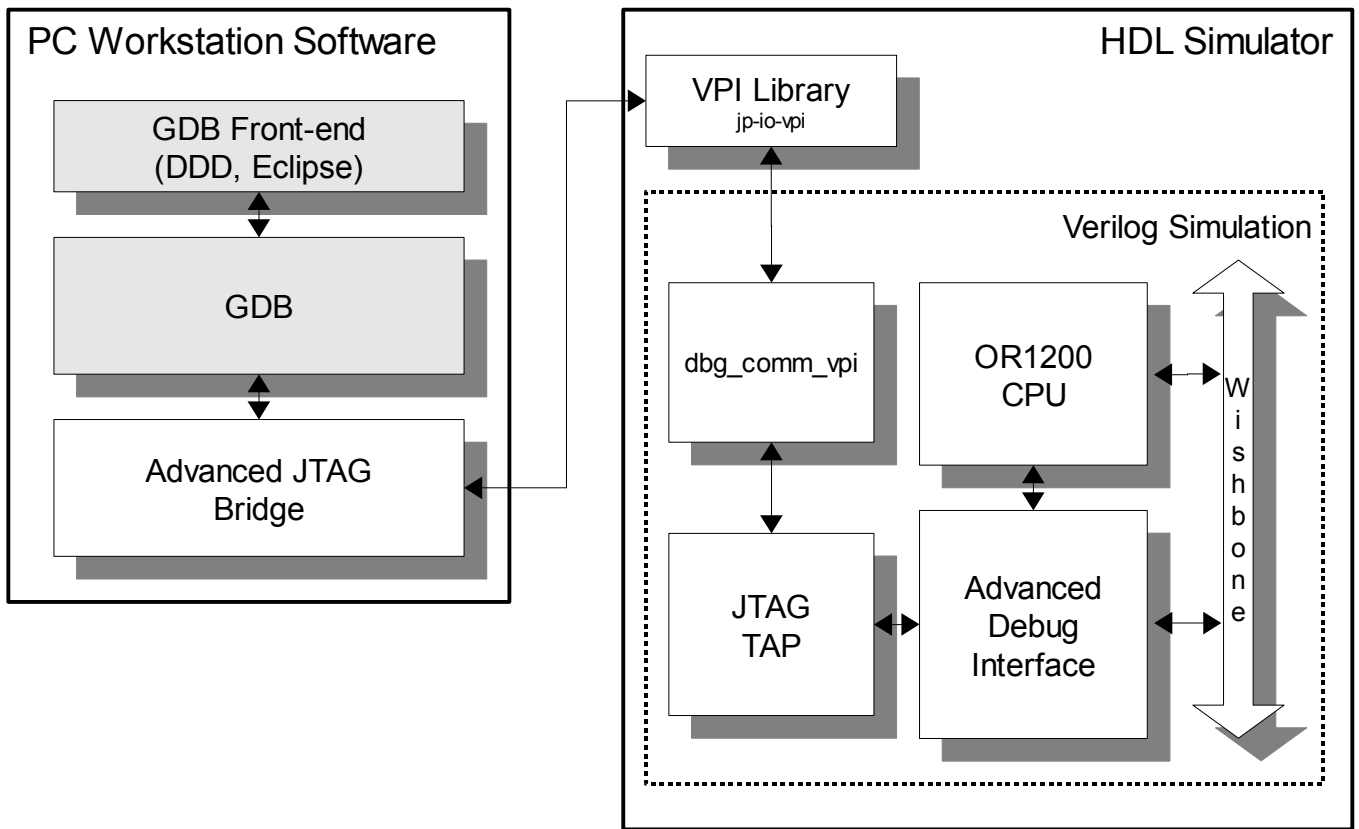 PC Workstation Software
GDB Front-end
(DDD, Eclipse)
GDB
Advanced JTAG
Bridge
HDL Simulator
VPI Library
jp-io-vpi
Verilog Simulation
dbg_comm_vpi
OR1200
CPU
JTAG
TAP
Advanced
Debug
Interface
Wishbone